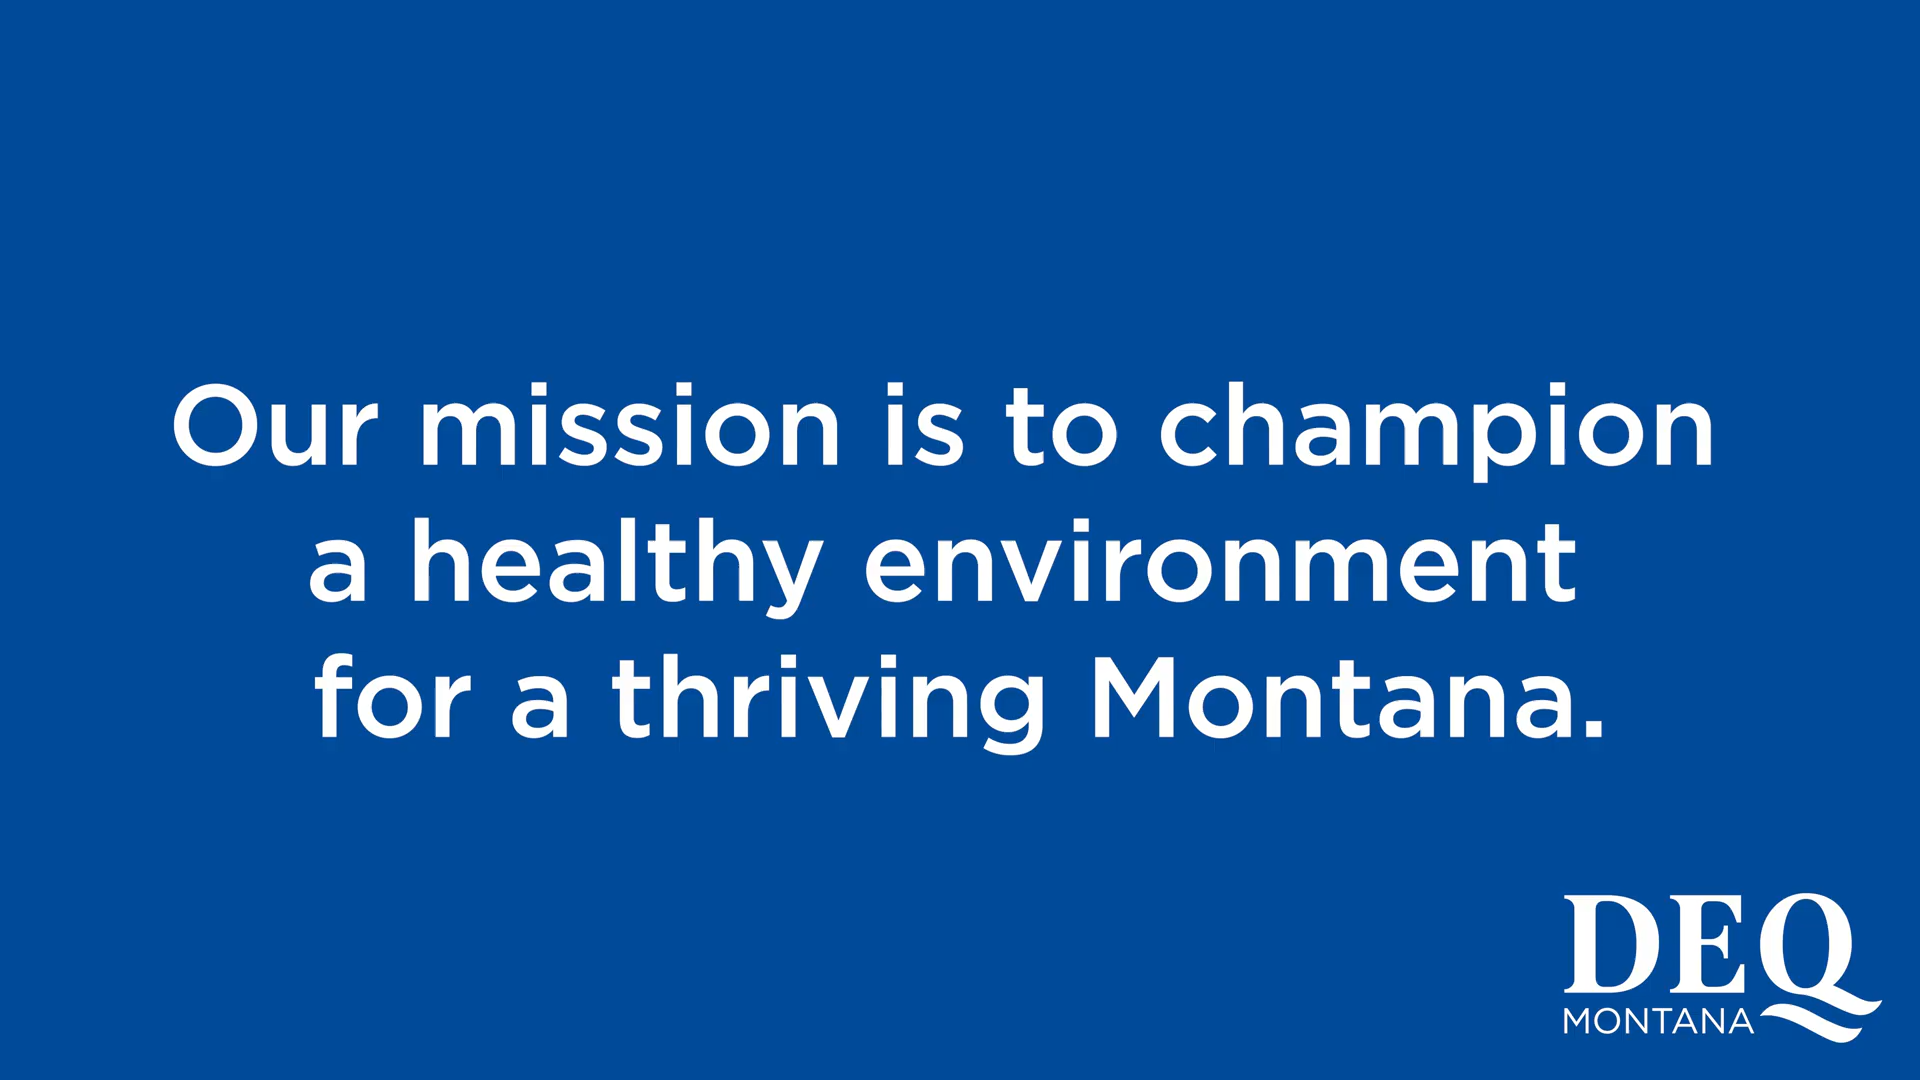 Our mission is to champion
a healthy environment
for a thriving Montana.
DEQ
MONTANA